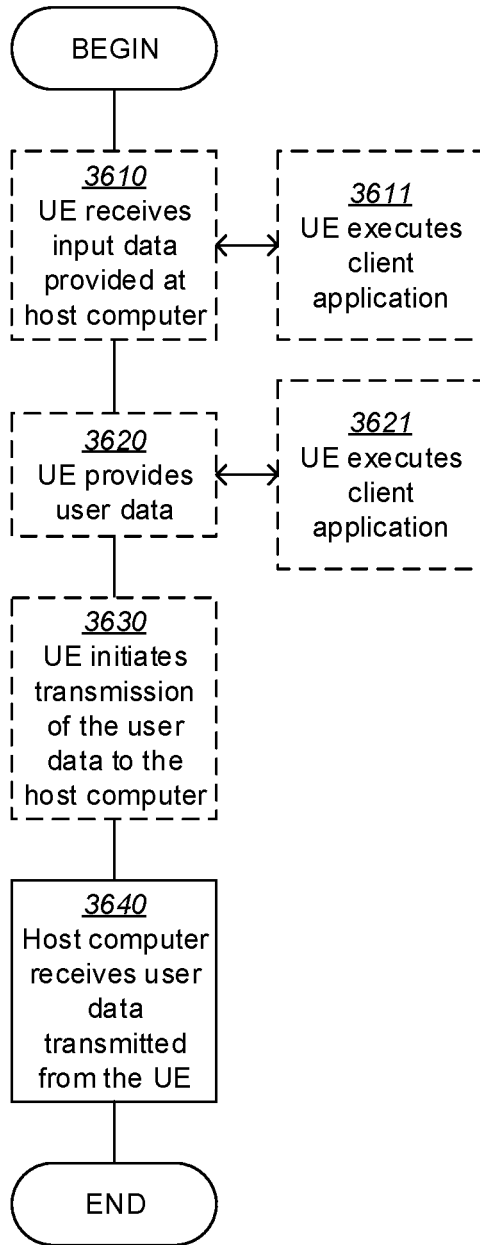 BEGIN
3610
UE receives
input data
provided at
host computer
3611
UE executes
client
application
3620
UE provides
user data
3621
UE executes
client
application
3630
UE initiates
transmission
of the user
data to the
host computer
3640
Host computer
receives user
data
transmitted
from the UE
END